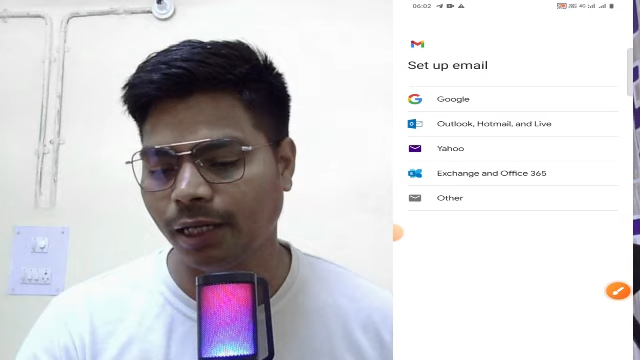 06:02
Set up email
Google
Outlook, Hotmail, and Live
Yahoo
Exchange and Office 365
Other